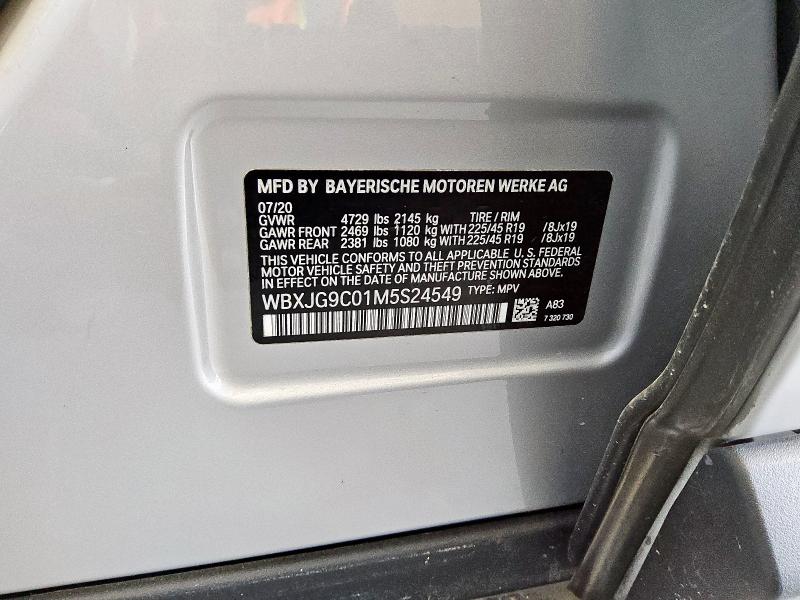 MFD BY BAYERISCHE MOTOREN WERKE AG
07/20
GVWR 4729 lbs 2145 kg TIRE / RIM
GAWR FRONT 2469 lbs 1120 kg WITH 225/45 R19 /8Jx19
GAWR REAR 2381 lbs 1080 kg WITH 225/45 R19 /8Jx19
THIS VEHICLE CONFORMS TO ALL APPLICABLE U. S. FEDERAL
MOTOR VEHICLE SAFETY AND THEFT PREVENTION STANDARDS
IN EFFECT ON THE DATE OF MANUFACTURE SHOWN ABOVE.
WBXJG9C01M5S24549 TYPE: MPV
A83
7 320 730